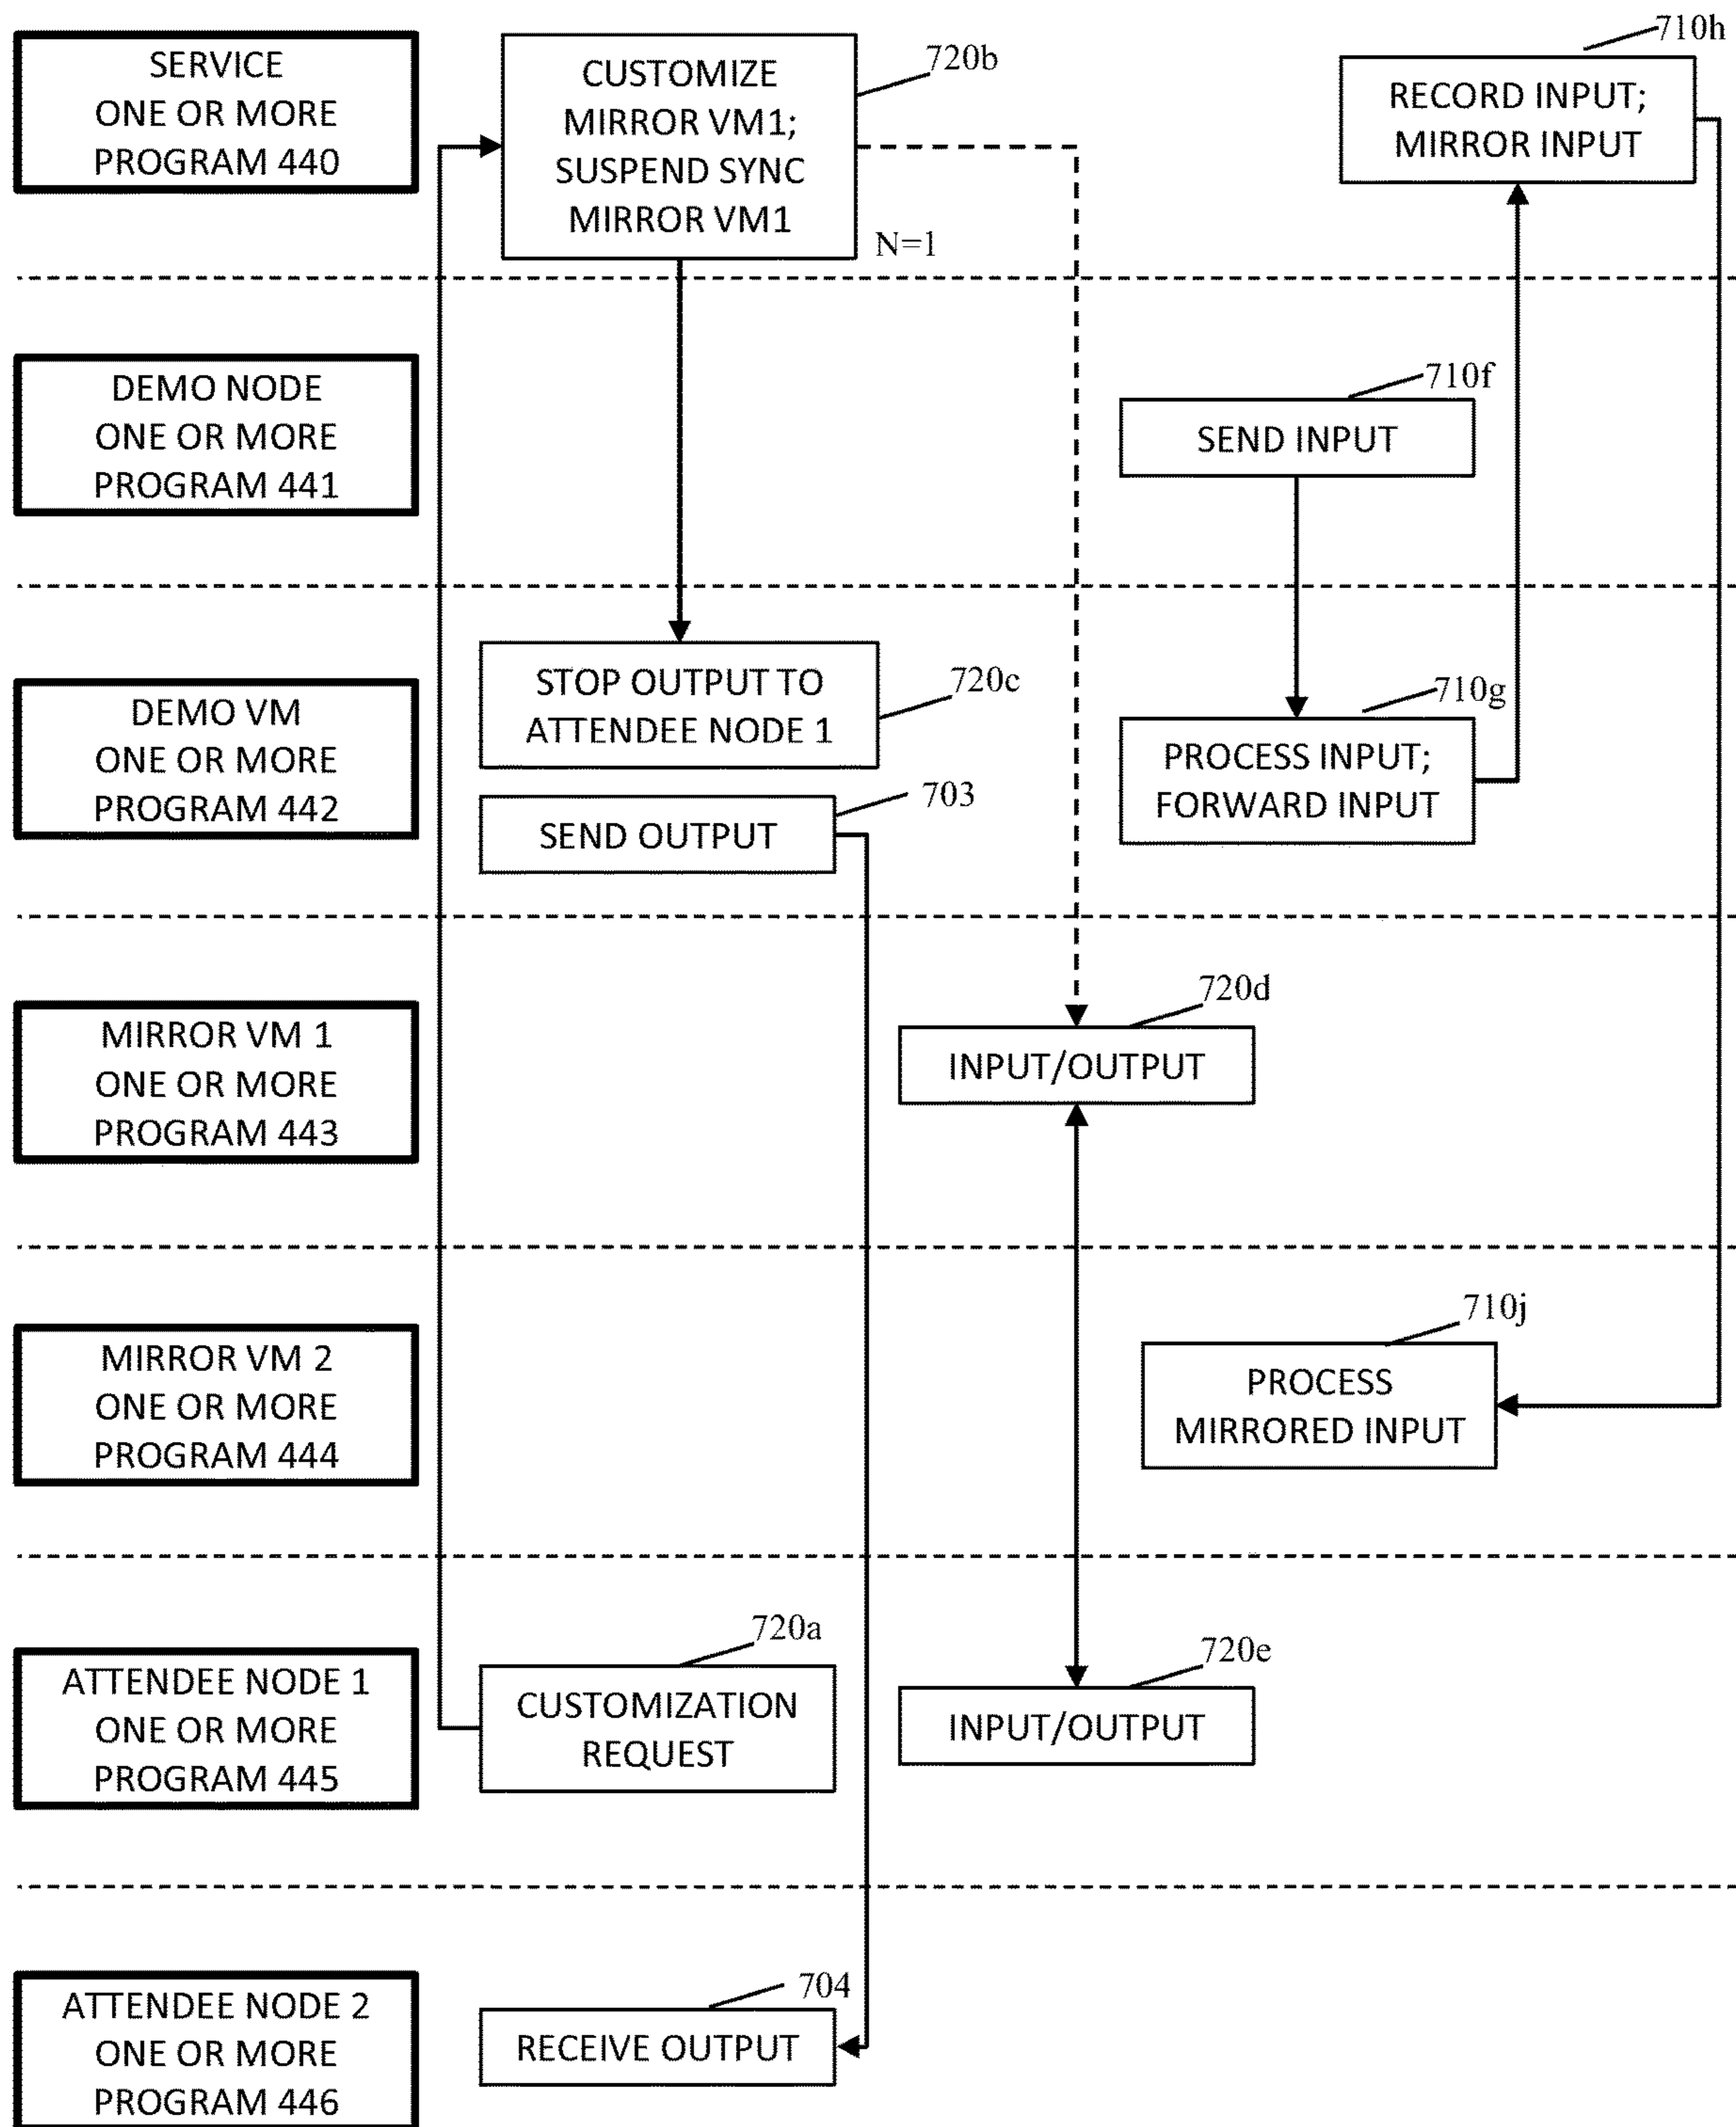 SERVICE
ONE OR MORE
PROGRAM 440
CUSTOMIZE
MIRROR VM1;
SUSPEND SYNC
MIRROR VM1
720b
N=1
RECORD INPUT;
MIRROR INPUT
710h
DEMO NODE
ONE OR MORE
PROGRAM 441
SEND INPUT
710f
DEMO VM
ONE OR MORE
PROGRAM 442
STOP OUTPUT TO
ATTENDEE NODE 1
720c
SEND OUTPUT
703
PROCESS INPUT;
FORWARD INPUT
710g
MIRROR VM 1
ONE OR MORE
PROGRAM 443
INPUT/OUTPUT
720d
MIRROR VM 2
ONE OR MORE
PROGRAM 444
PROCESS
MIRRORED INPUT
710j
ATTENDEE NODE 1
ONE OR MORE
PROGRAM 445
CUSTOMIZATION
REQUEST
720a
INPUT/OUTPUT
720e
ATTENDEE NODE 2
ONE OR MORE
PROGRAM 446
RECEIVE OUTPUT
704